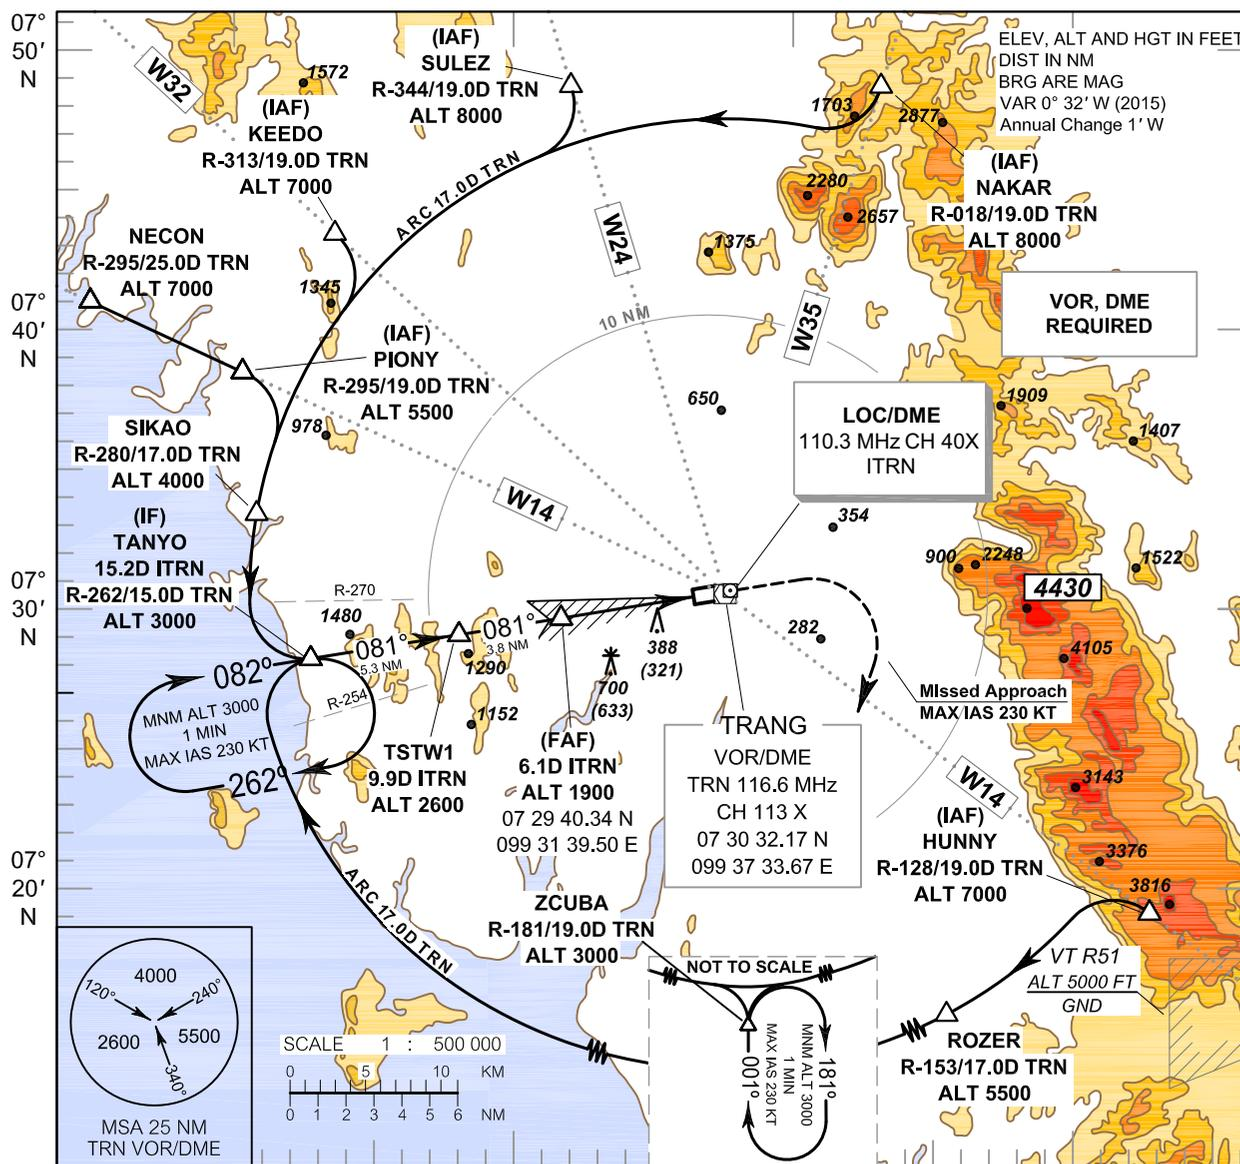 07°
50′
N
07°
40′
N
07°
30′
N
07°
20′
N
ELEV, ALT AND HGT IN FEET
DIST IN NM
BRG ARE MAG
VAR 0° 32′ W (2015)
Annual Change 1′ W
W32
1572
(IAF)
SULEZ
R-344/19.0D TRN
ALT 8000
(IAF)
KEEDO
R-313/19.0D TRN
ALT 7000
1703
2877
(IAF)
NAKAR
R-018/19.0D TRN
ALT 8000
2280
2657
1375
ARC 17.0D TRN
W24
NECON
R-295/25.0D TRN
ALT 7000
1345
10 NM
W35
VOR, DME
REQUIRED
(IAF)
PIONY
R-295/19.0D TRN
ALT 5500
978
650
1909
1407
LOC/DME
110.3 MHz CH 40X
ITRN
SIKAO
R-280/17.0D TRN
ALT 4000
W14
354
(IF)
TANYO
15.2D ITRN
R-262/15.0D TRN
ALT 3000
900
2248
1522
4430
R-270
1480
081°
5.3 NM
081°
3.8 NM
1290
388
(321)
282
4105
082°
MNM ALT 3000
1 MIN
MAX IAS 230 KT
262°
R-254
1152
700
(633)
MIssed Approach
MAX IAS 230 KT
TSTW1
9.9D ITRN
ALT 2600
(FAF)
6.1D ITRN
ALT 1900
07 29 40.34 N
099 31 39.50 E
TRANG
VOR/DME
TRN 116.6 MHz
CH 113 X
07 30 32.17 N
099 37 33.67 E
W14
3143
(IAF)
HUNNY
R-128/19.0D TRN
ALT 7000
3376
3816
ARC 17.0D TRN
ZCUBA
R-181/19.0D TRN
ALT 3000
NOT TO SCALE
001°
MAX IAS 230 KT
1 MIN
MNM ALT 3000
181°
VT R51
ALT 5000 FT
GND
ROZER
R-153/17.0D TRN
ALT 5500
4000
120°
240°
2600
5500
340°
MSA 25 NM
TRN VOR/DME
SCALE 1 : 500 000
0 5 10 KM
0 1 2 3 4 5 6 NM